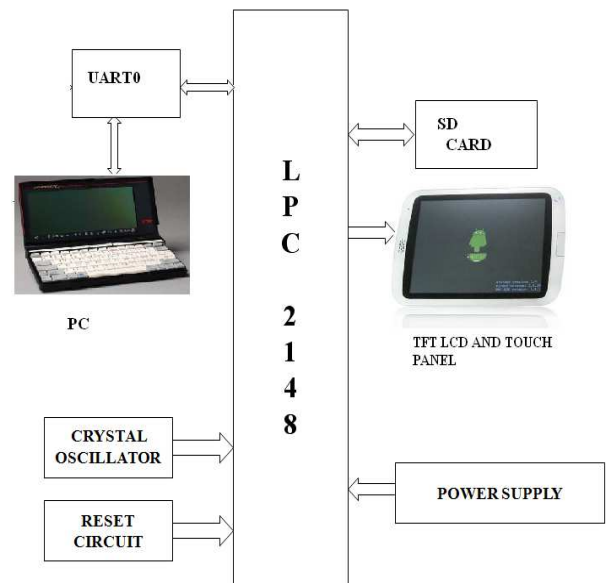 UART0
PC
CRYSTAL
OSCILLATOR
RESET
CIRCUIT
L
P
C
2
1
4
8
SD
CARD
TFT LCD AND TOUCH
PANEL
POWER SUPPLY